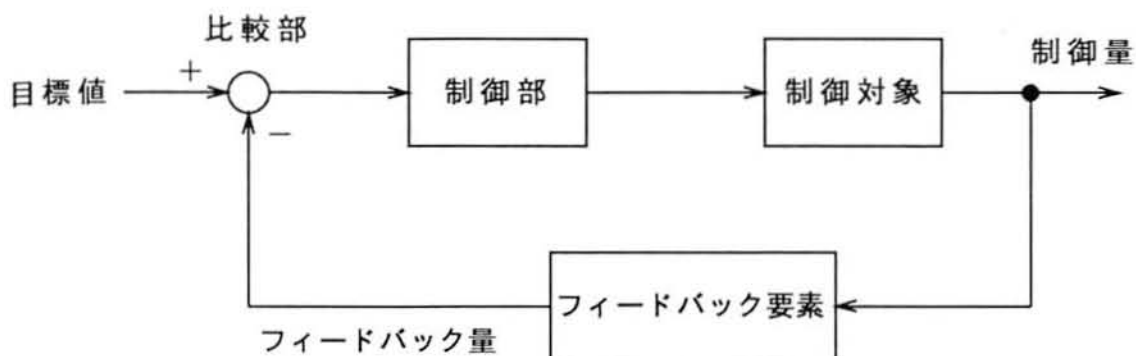 比較部
制御量
目標値
+
制御部
制御対象
−
フィードバック要素
フィードバック量